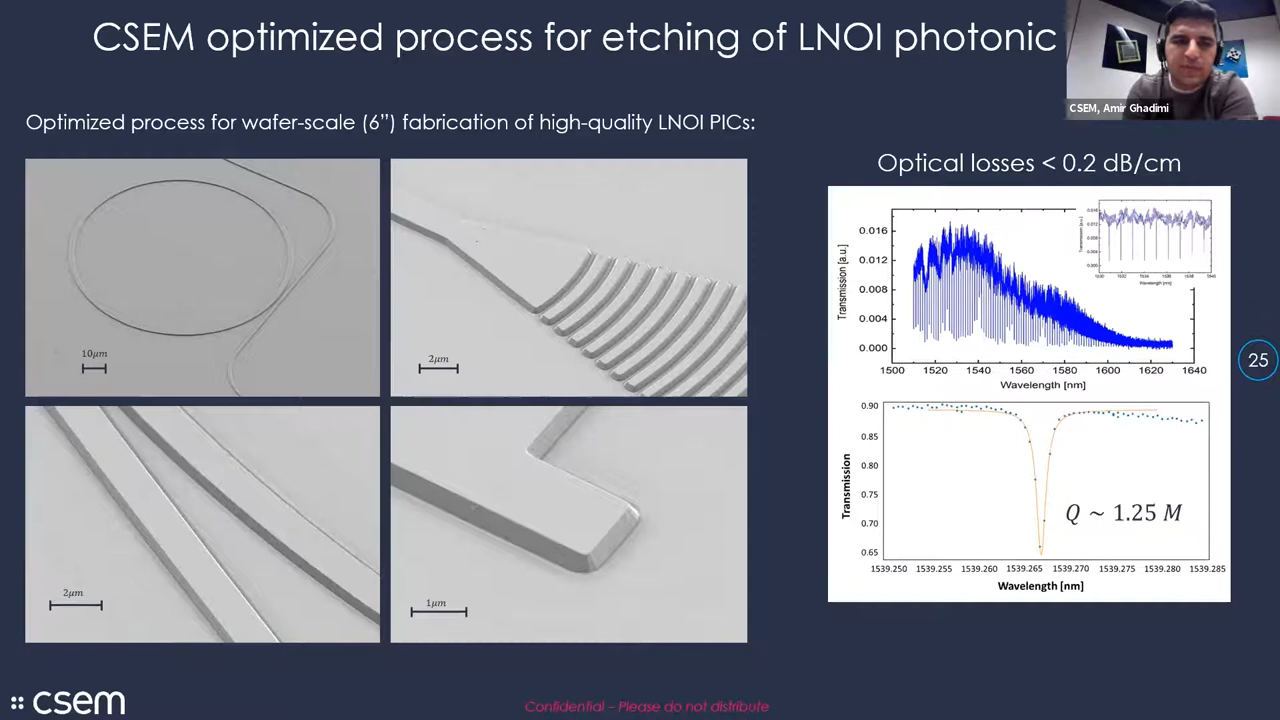 CSEM optimized process for etching of LNOI photonic
CSEM, Amir Ghadimi
Optimized process for wafer-scale (6”) fabrication of high-quality LNOI PICs:
10μm
2μm
2μm
1μm
Optical losses < 0.2 dB/cm
Transmission [a.u.]
0.016
0.012
0.008
0.004
0.000
1500 1520 1540 1560 1580 1600 1620 1640
Wavelength [nm]
Transmission
0.90
0.85
0.80
0.75
0.70
0.65
Q ~ 1.25 M
1539.250 1539.255 1539.260 1539.265 1539.270 1539.275 1539.280 1539.285
Wavelength [nm]
25
csem
Confidential – Please do not distribute